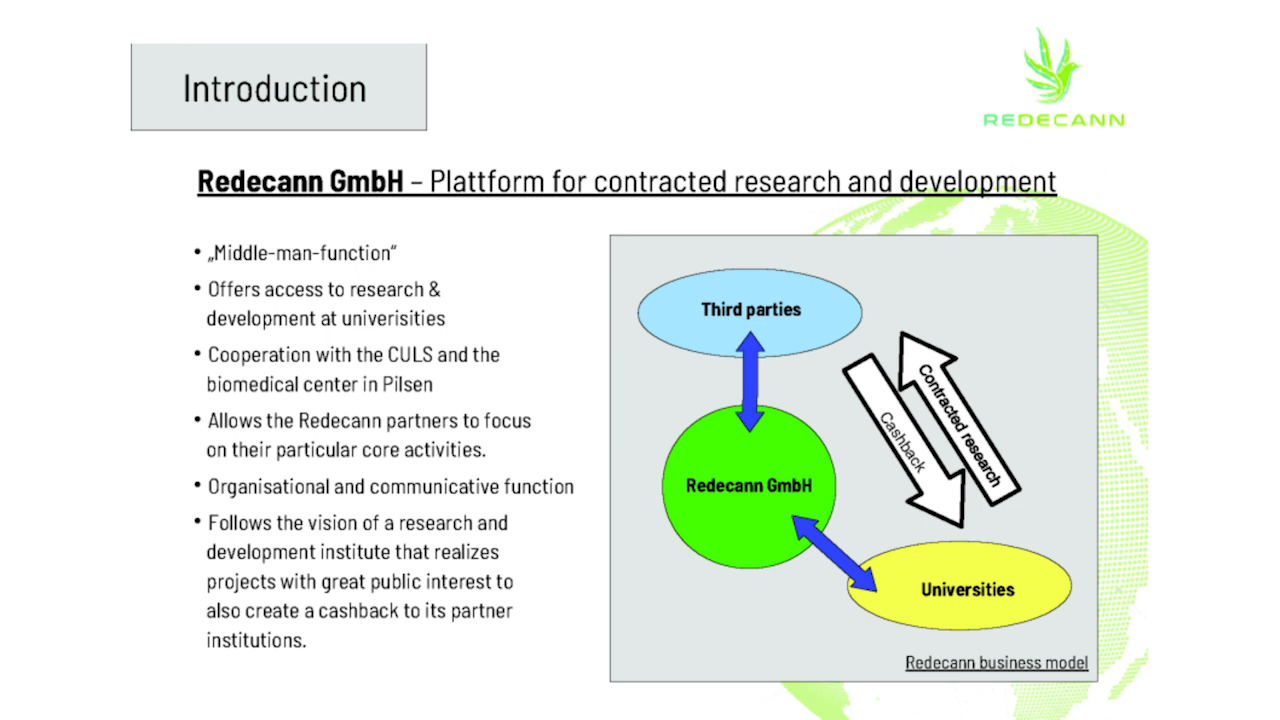 Introduction
REDECANN
Redecann GmbH – Plattform for contracted research and development
• „Middle-man-function“
• Offers access to research &
development at univerisities
• Cooperation with the CULS and the
biomedical center in Pilsen
• Allows the Redecann partners to focus
on their particular core activities.
• Organisational and communicative function
• Follows the vision of a research and
development institute that realizes
projects with great public interest to
also create a cashback to its partner
institutions.
Third parties
Contracted research
Cashback
Redecann GmbH
Universities
Redecann business model